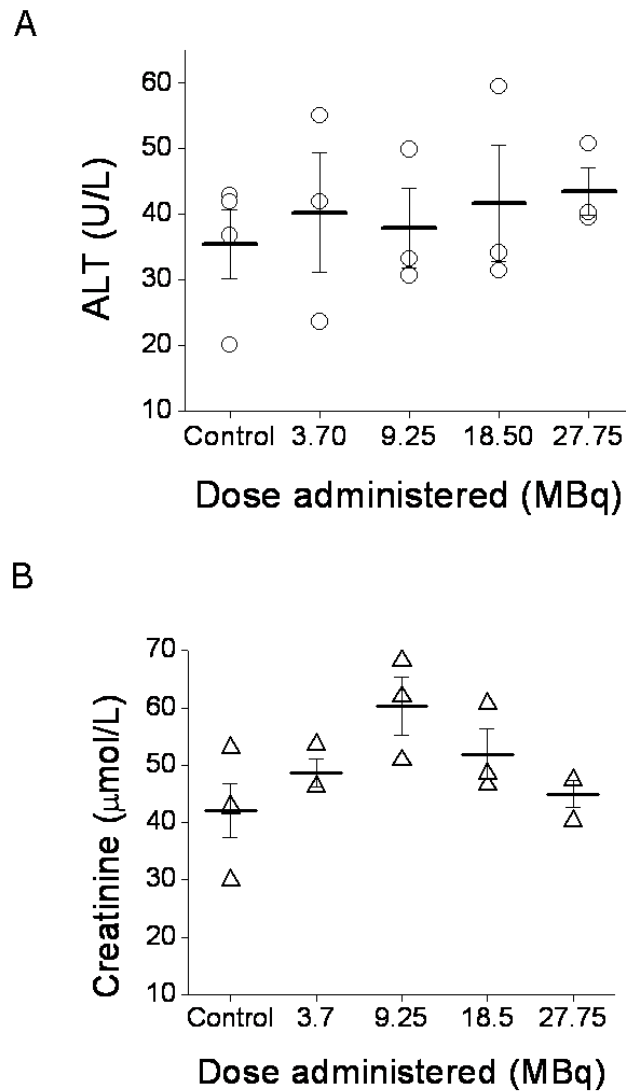 A
ALT (U/L)
60
50
40
30
20
10
Control 3.70 9.25 18.50 27.75
Dose administered (MBq)
B
Creatinine (μmol/L)
70
60
50
40
30
20
10
Control 3.7 9.25 18.5 27.75
Dose administered (MBq)